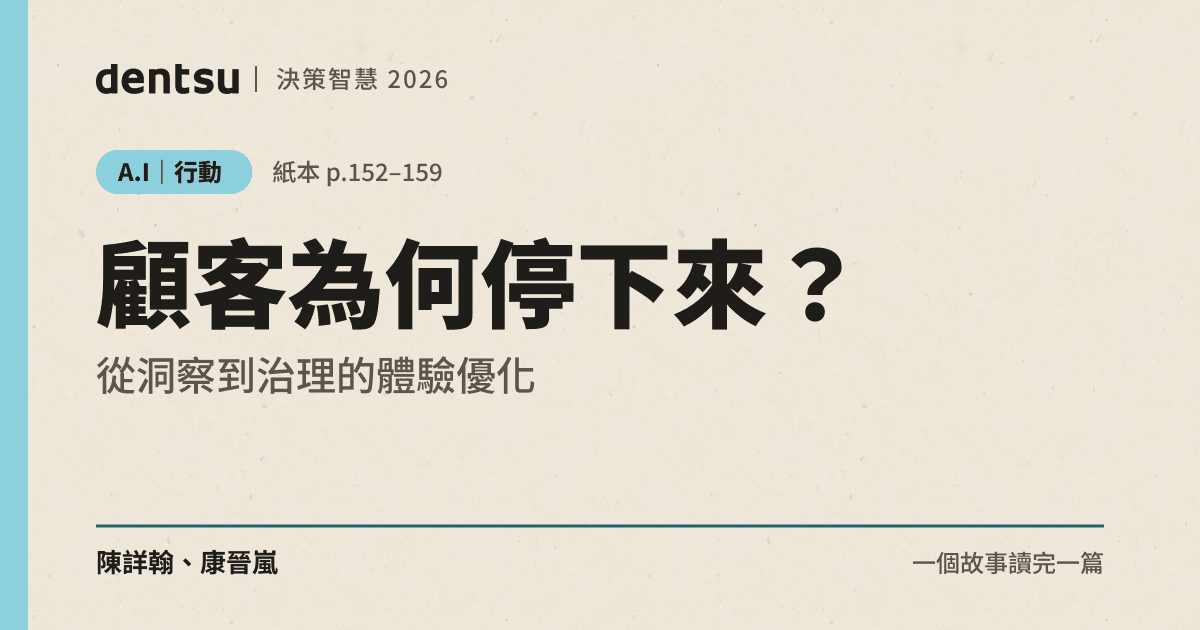 dentsu｜決策智慧 2026
A.I｜行動 紙本 p.152–159
顧客為何停下來？
從洞察到治理的體驗優化
陳詳翰、康晉嵐
一個故事讀完一篇